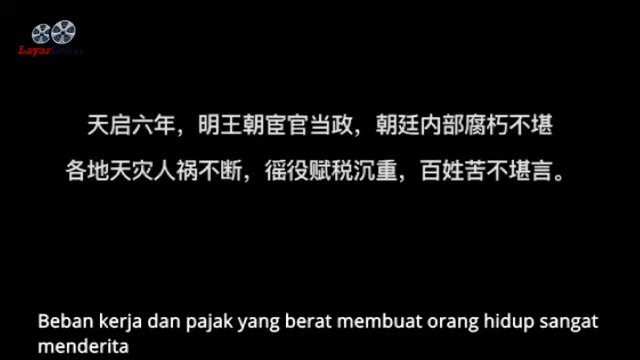 Layar
天启六年，明王朝宦官当政，朝廷内部腐朽不堪
各地天灾人祸不断，徭役赋税沉重，百姓苦不堪言。
Beban kerja dan pajak yang berat membuat orang hidup sangat
menderita